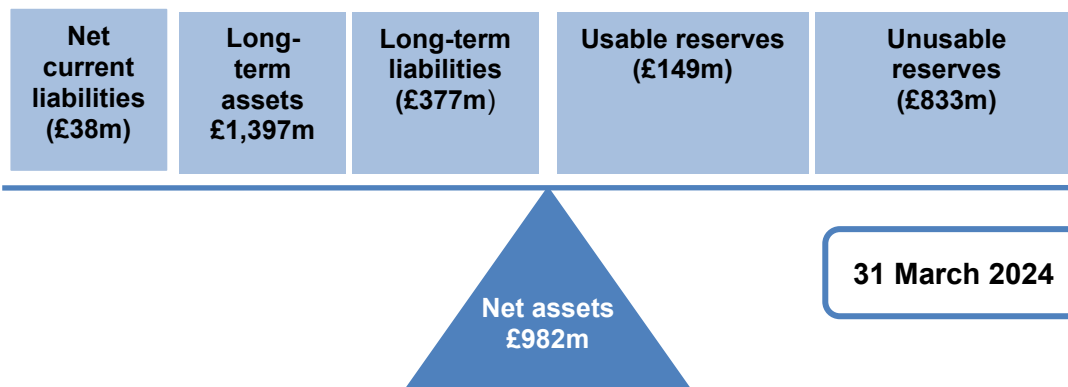 Net
current
liabilities
(£38m)
Long-
term
assets
£1,397m
Long-term
liabilities
(£377m)
Usable reserves
(£149m)
Unusable
reserves
(£833m)
31 March 2024
Net assets
£982m